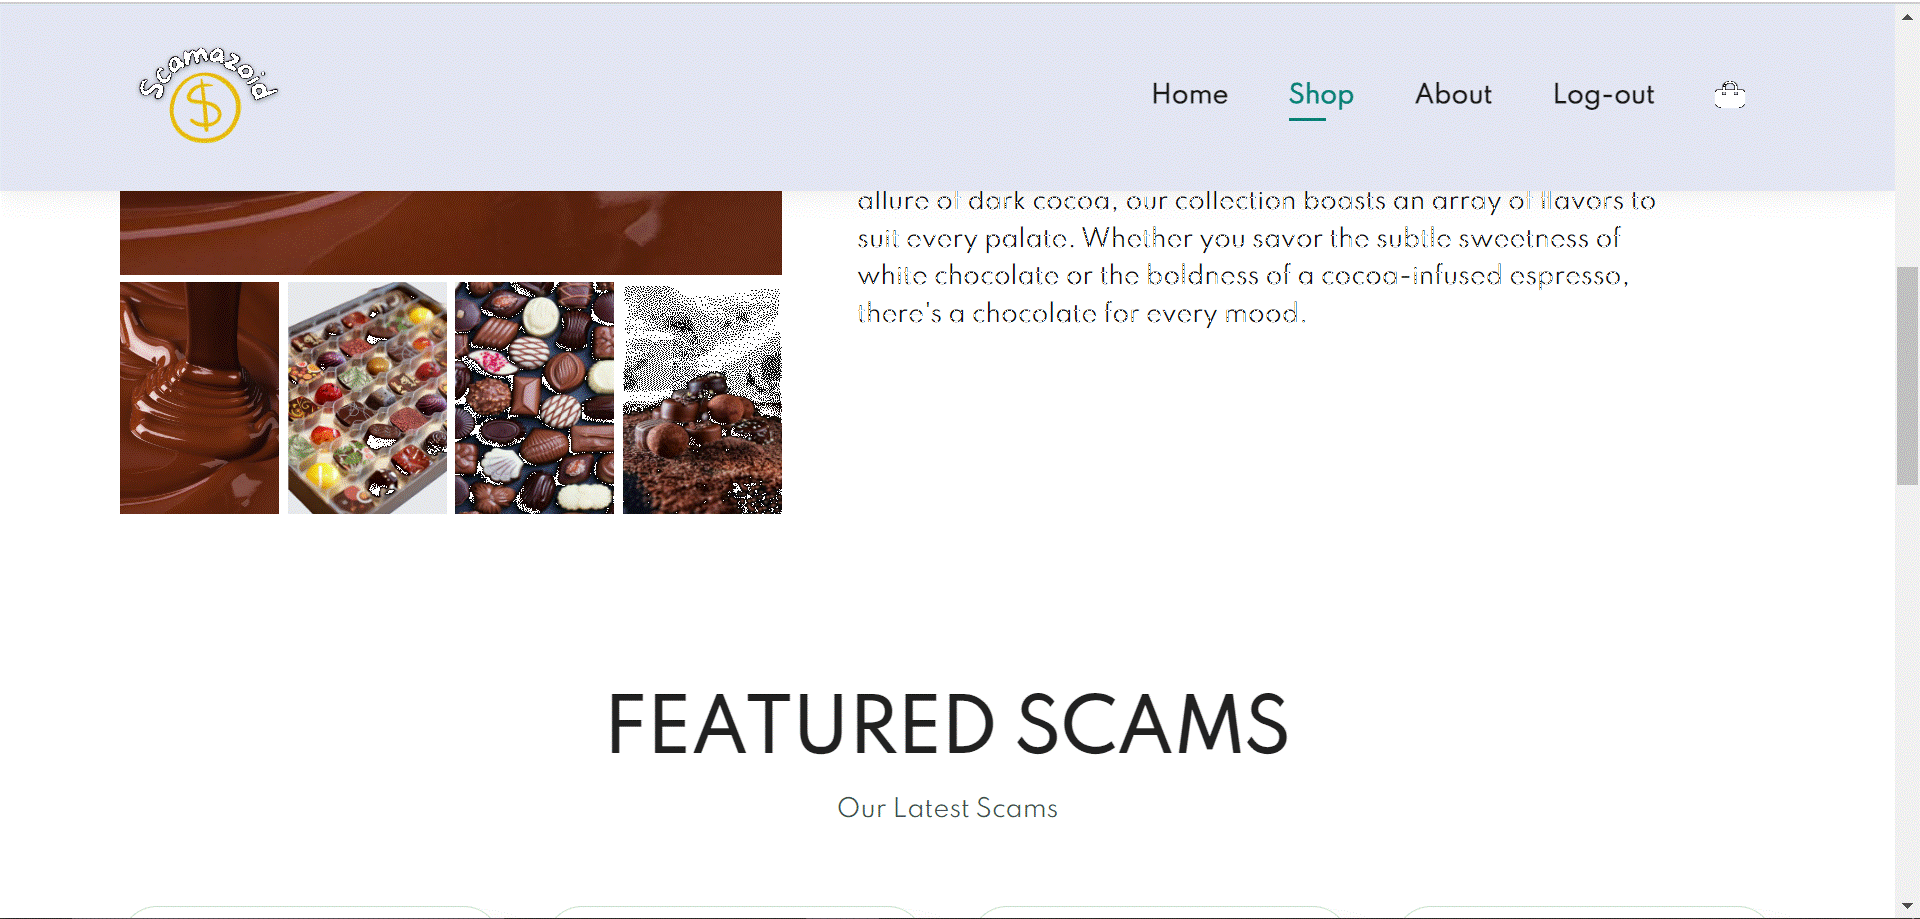 Scamazoid
$
Home Shop About Log-out
allure of dark cocoa, our collection boasts an array of flavors to
suit every palate. Whether you savor the subtle sweetness of
white chocolate or the boldness of a cocoa-infused espresso,
there's a chocolate for every mood.
FEATURED SCAMS
Our Latest Scams